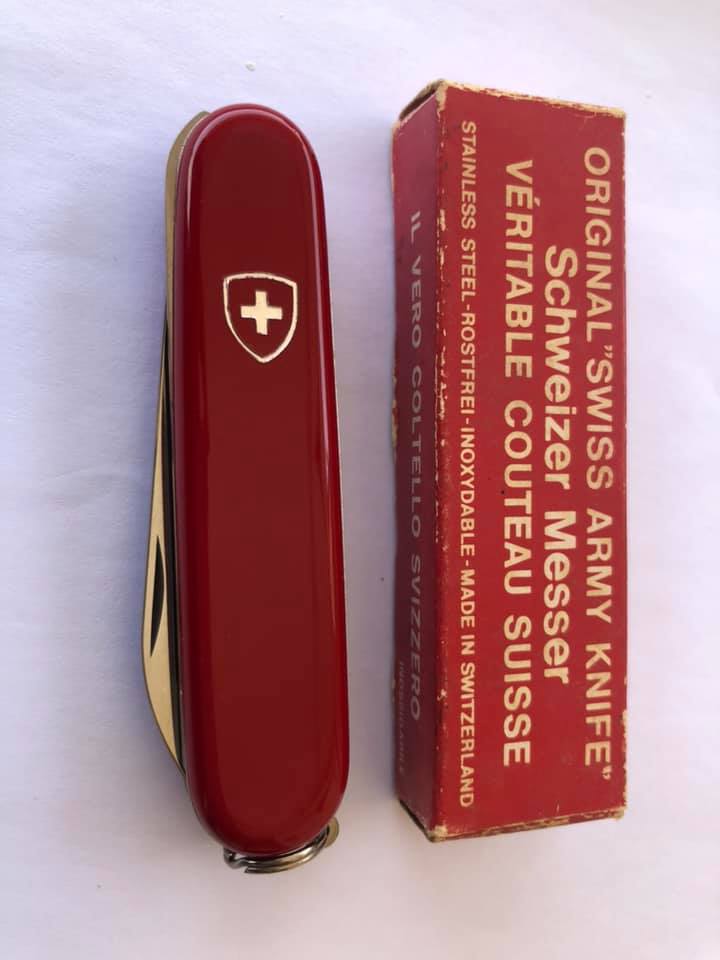 ORIGINAL "SWISS ARMY KNIFE"
Schweizer Messer
VÉRITABLE COUTEAU SUISSE
STAINLESS STEEL-ROSTFREI-INOXYDABLE-MADE IN SWITZERLAND
IL VERO COLTELLO SVIZZERO
INOSSIDABILE